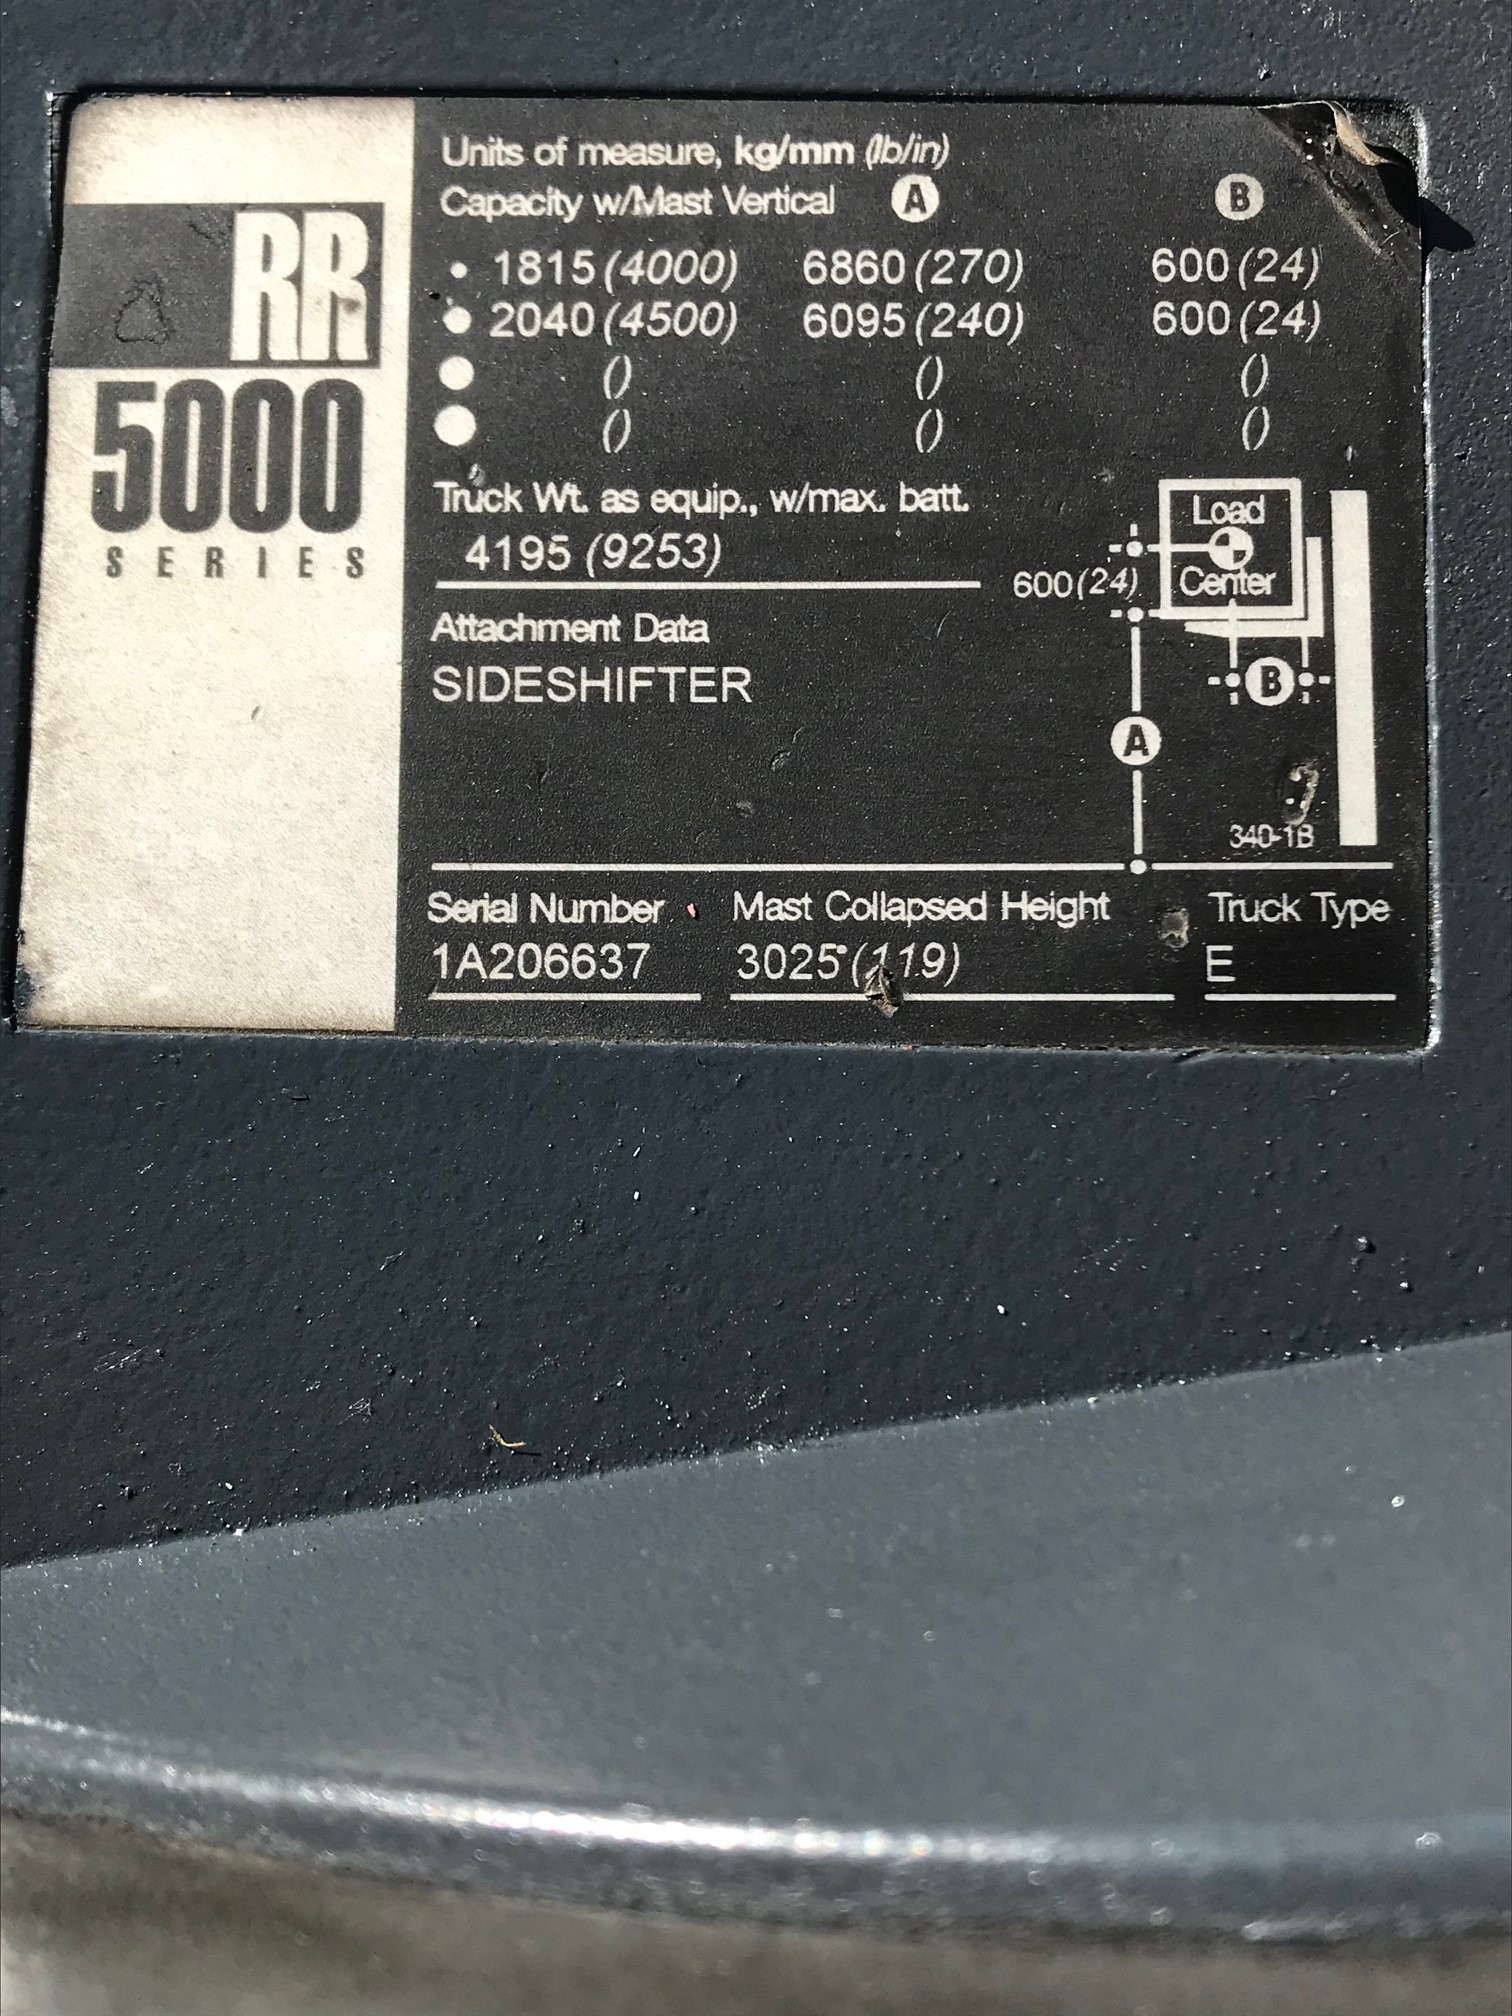 RR
5000
SERIES
Units of measure, kg/mm (lb/in)
Capacity w/Mast Vertical A B
• 1815 (4000) 6860 (270) 600 (24)
● 2040 (4500) 6095 (240) 600 (24)
● () () ()
● () () ()
Truck Wt. as equip., w/max. batt.
4195 (9253)
Load
Center
600 (24)
B
A
340-1B
Attachment Data
SIDESHIFTER
Serial Number Mast Collapsed Height Truck Type
1A206637 3025 (119) E